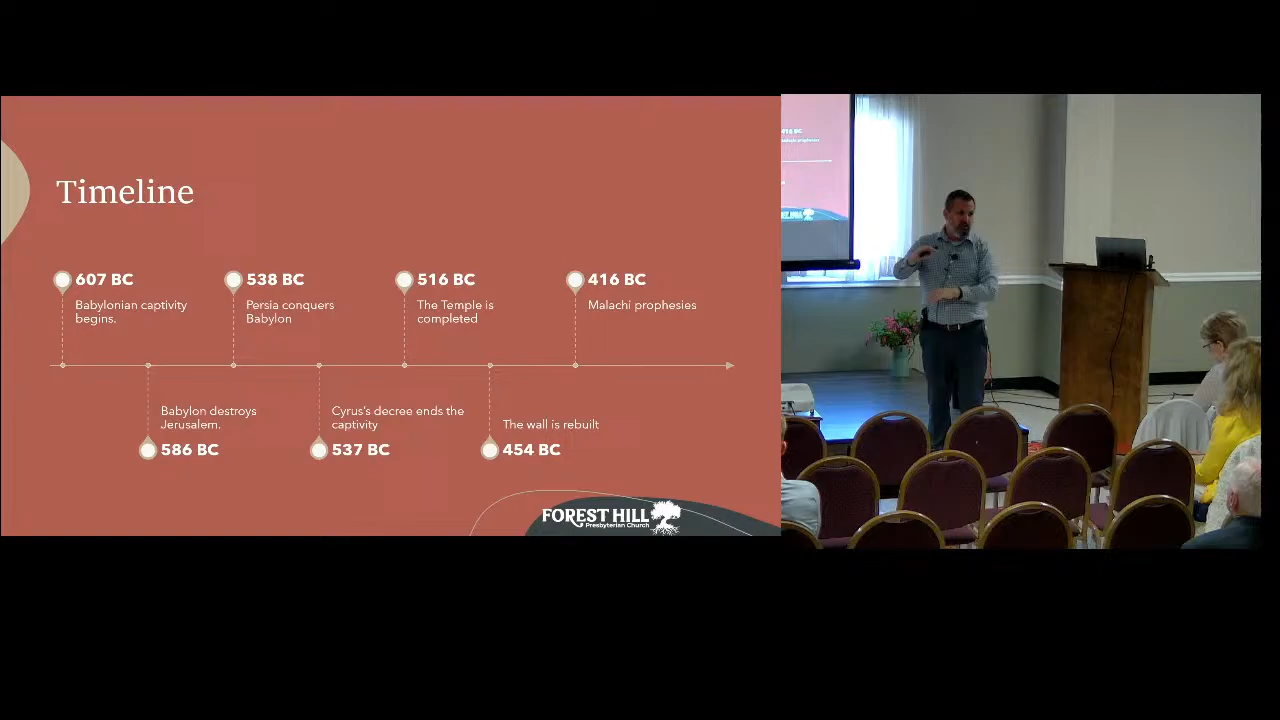 Timeline
607 BC
Babylonian captivity
begins.
538 BC
Persia conquers
Babylon
516 BC
The Temple is
completed
416 BC
Malachi prophesies
Babylon destroys
Jerusalem.
586 BC
Cyrus's decree ends the
captivity
537 BC
The wall is rebuilt
454 BC
FOREST HILL
Presbyterian Church